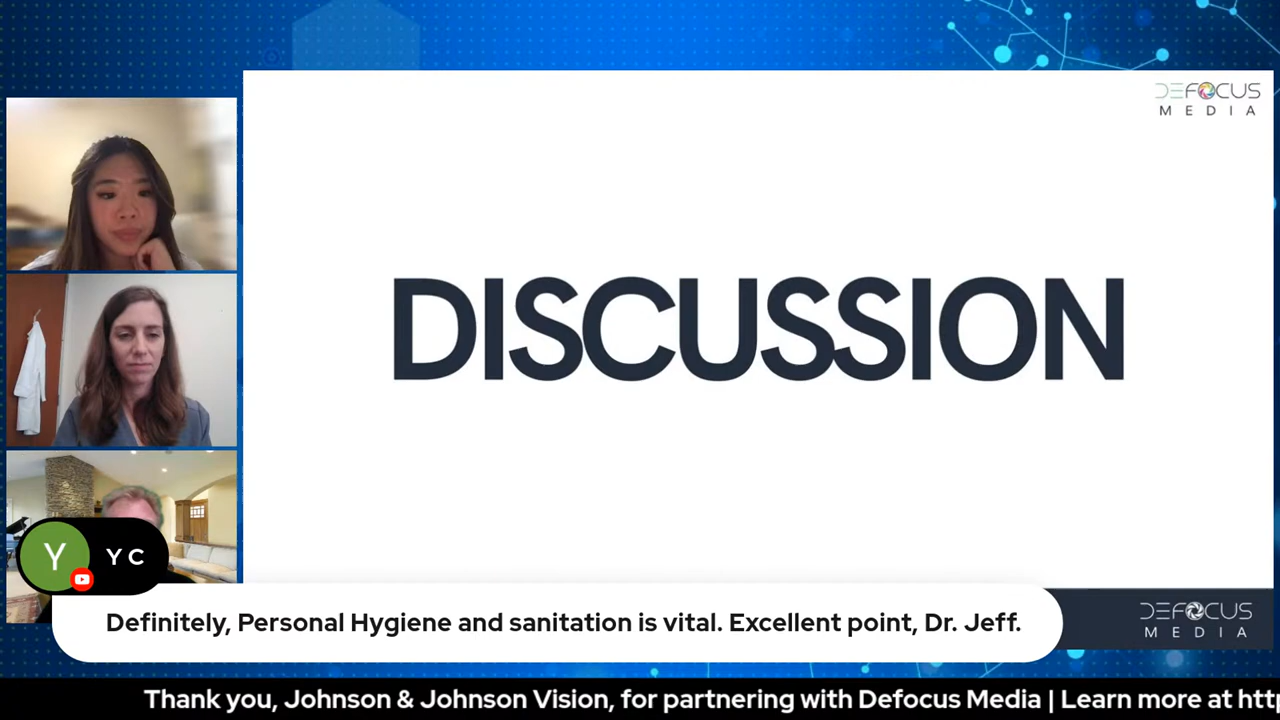 DEFOCUS
MEDIA
DISCUSSION
Y
Y C
Definitely, Personal Hygiene and sanitation is vital. Excellent point, Dr. Jeff.
DEFOCUS
MEDIA
Thank you, Johnson & Johnson Vision, for partnering with Defocus Media | Learn more at http